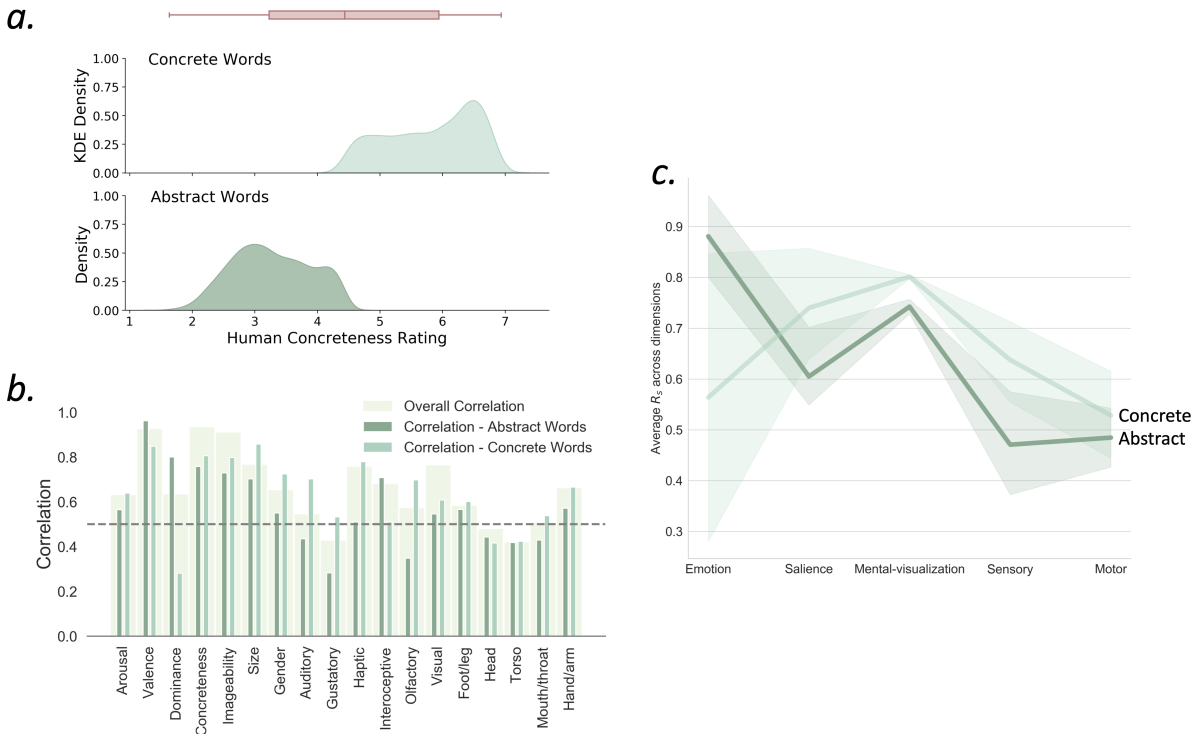 a.
Concrete Words
KDE Density
1.00
0.75
0.50
0.25
0.00
Abstract Words
Density
1.00
0.75
0.50
0.25
0.00
1 2 3 4 5 6 7
Human Concreteness Rating
b.
Overall Correlation
Correlation - Abstract Words
Correlation - Concrete Words
Correlation
1.0
0.8
0.6
0.4
0.2
0.0
Arousal
Valence
Dominance
Concreteness
Imageability
Size
Gender
Auditory
Gustatory
Haptic
Interoceptive
Olfactory
Visual
Foot/leg
Head
Torso
Mouth/throat
Hand/arm
c.
Average Rs across dimensions
0.9
0.8
0.7
0.6
0.5
0.4
0.3
Concrete
Abstract
Emotion Salience Mental-visualization Sensory Motor